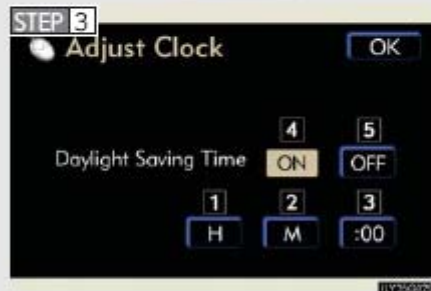 STEP 3
Adjust Clock OK
4 5
Daylight Saving Time ON OFF
1 2 3
H M :00